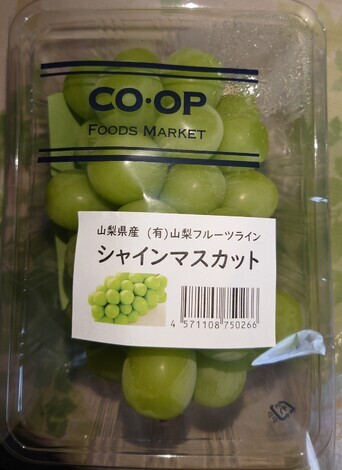 CO·OP
FOODS MARKET
山梨県産 (有)山梨フルーツライン
シャインマスカット
4 571108 750266